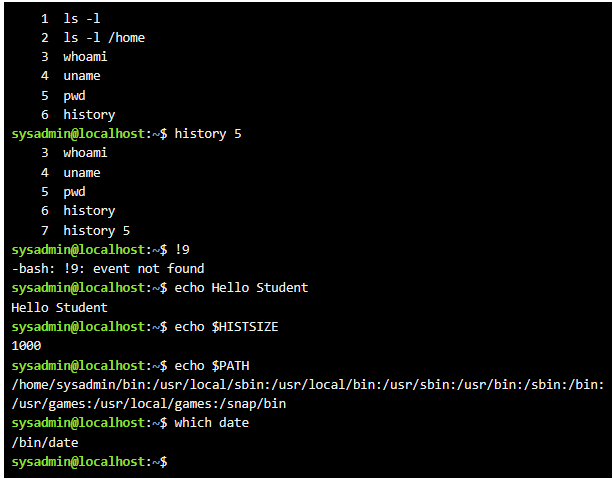 1 ls -l
2 ls -l /home
3 whoami
4 uname
5 pwd
6 history
sysadmin@localhost:~$ history 5
3 whoami
4 uname
5 pwd
6 history
7 history 5
sysadmin@localhost:~$ !9
-bash: !9: event not found
sysadmin@localhost:~$ echo Hello Student
Hello Student
sysadmin@localhost:~$ echo $HISTSIZE
1000
sysadmin@localhost:~$ echo $PATH
/home/sysadmin/bin:/usr/local/sbin:/usr/local/bin:/usr/sbin:/usr/bin:/sbin:/bin:
/usr/games:/usr/local/games:/snap/bin
sysadmin@localhost:~$ which date
/bin/date
sysadmin@localhost:~$